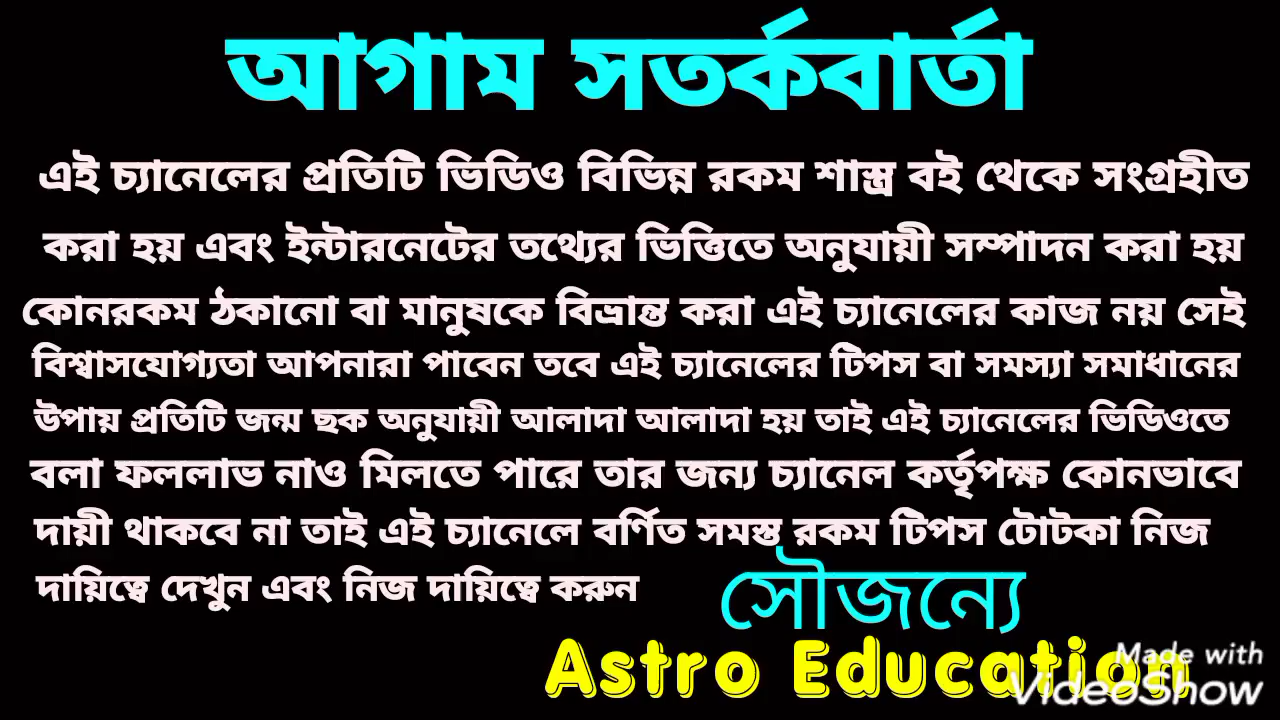 আগাম সতর্কবার্তা
এই চ্যানেলের প্রতিটি ভিডিও বিভিন্ন রকম শাস্ত্র বই থেকে সংগ্রহীত
করা হয় এবং ইন্টারনেটের তথ্যের ভিত্তিতে অনুযায়ী সম্পাদন করা হয়
কোনরকম ঠকানো বা মানুষকে বিভ্রান্ত করা এই চ্যানেলের কাজ নয় সেই
বিশ্বাসযোগ্যতা আপনারা পাবেন তবে এই চ্যানেলের টিপস বা সমস্যা সমাধানের
উপায় প্রতিটি জন্ম ছক অনুযায়ী আলাদা আলাদা হয় তাই এই চ্যানেলের ভিডিওতে
বলা ফললাভ নাও মিলতে পারে তার জন্য চ্যানেল কর্তৃপক্ষ কোনভাবে
দায়ী থাকবে না তাই এই চ্যানেলে বর্ণিত সমস্ত রকম টিপস টোটকা নিজ
দায়িত্বে দেখুন এবং নিজ দায়িত্বে করুন
সৌজন্যে
Astro Education
Made with
VideoShow